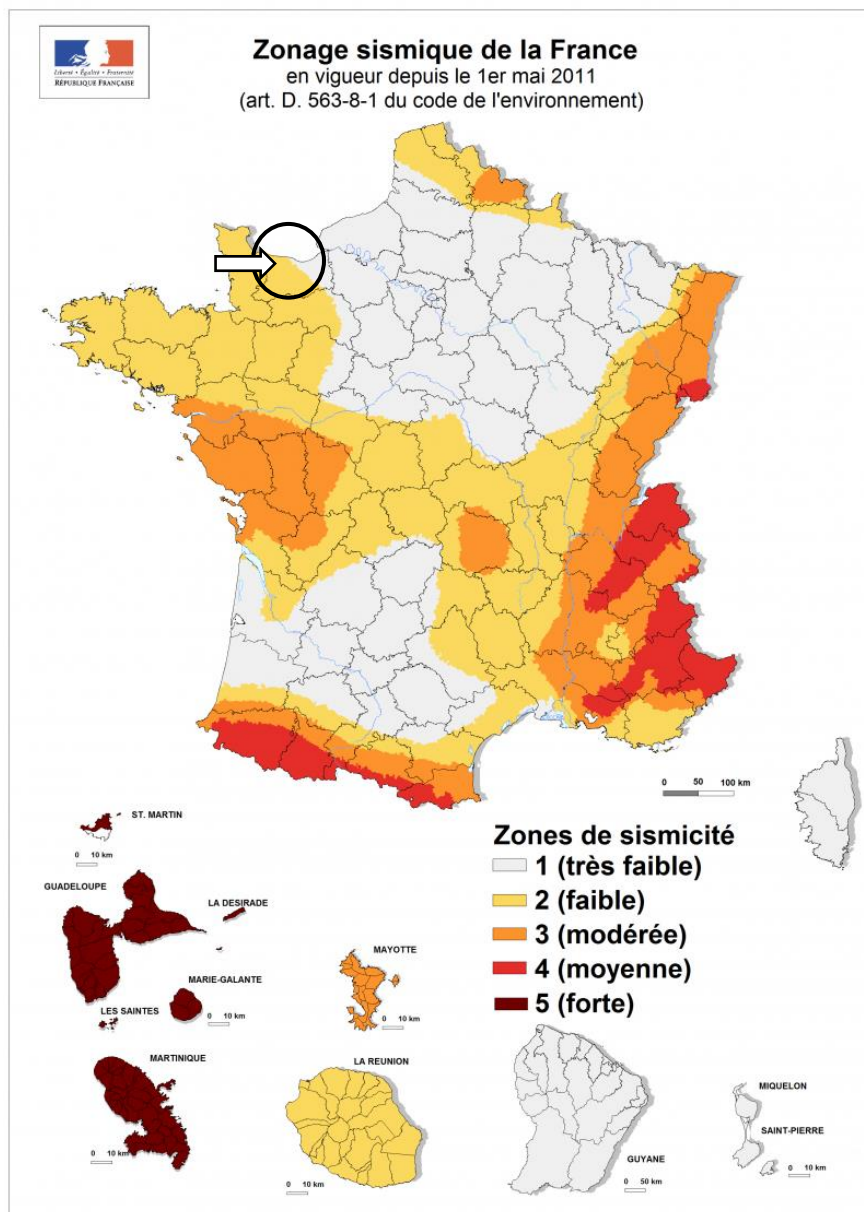 Zonage sismique de la France
en vigueur depuis le 1er mai 2011
(art. D. 563-8-1 du code de l'environnement)
Liberté • Égalité • Fraternité
RÉPUBLIQUE FRANÇAISE
0 50 100 km
ST. MARTIN
0 10 km
GUADELOUPE
LA DESIRADE
MARIE-GALANTE
0 10 km
LES SAINTES
0 10 km
MAYOTTE
0 10 km
Zones de sismicité
1 (très faible)
2 (faible)
3 (modérée)
4 (moyenne)
5 (forte)
MARTINIQUE
0 10 km
LA REUNION
0 10 km
GUYANE
0 50 km
MIQUELON
SAINT-PIERRE
0 10 km